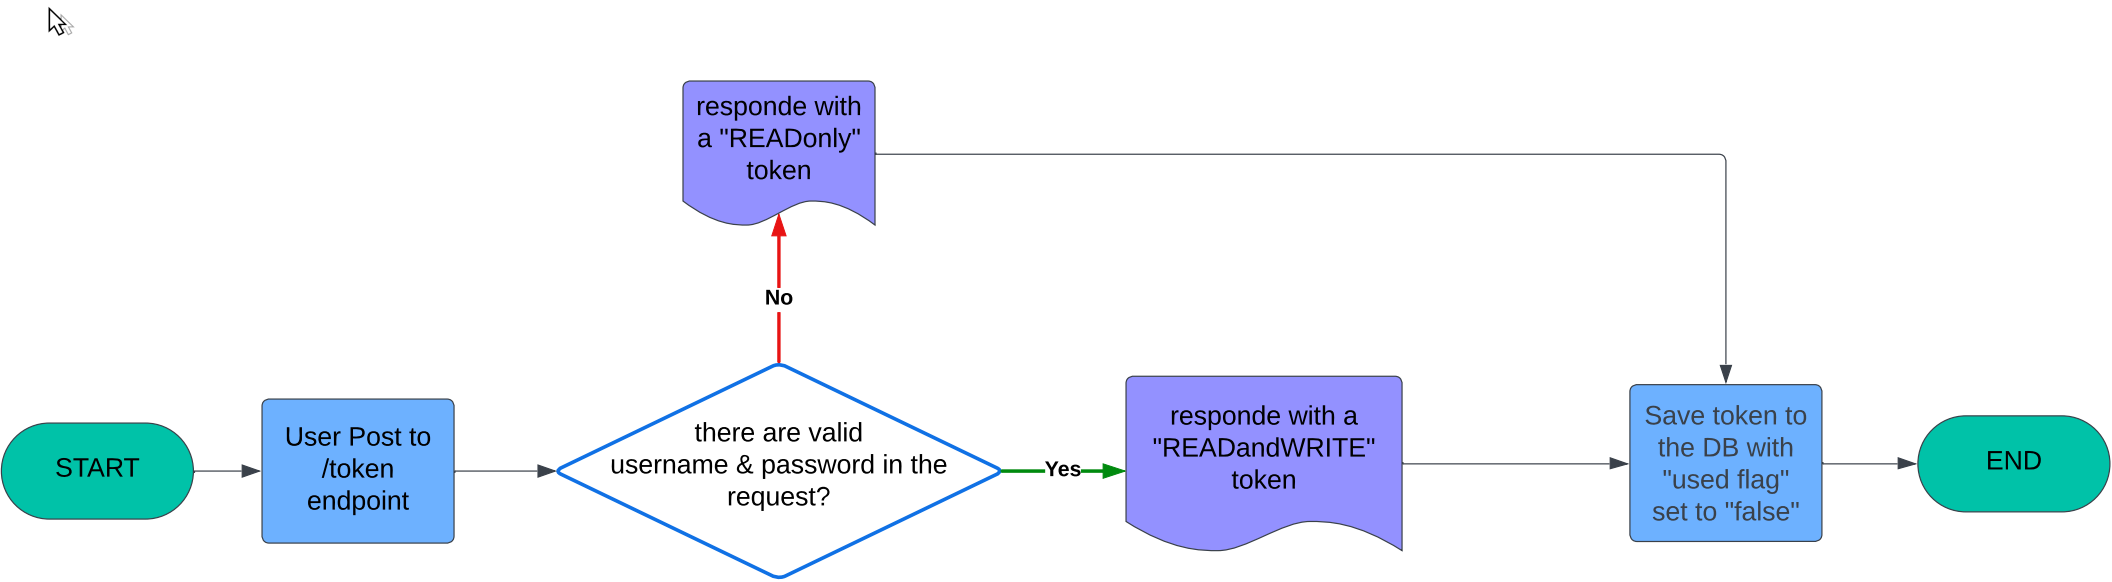 START
User Post to
/token
endpoint
there are valid
username & password in the
request?
No
responde with
a "READonly"
token
Yes
responde with a
"READandWRITE"
token
Save token to
the DB with
"used flag"
set to "false"
END